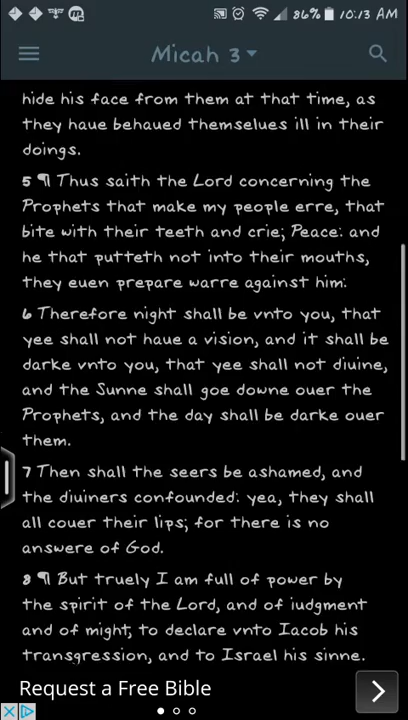 86% 10:13 AM
Micah 3
hide his face from them at that time, as
they haue behaued themselues ill in their
doings.
5 ¶ Thus saith the Lord concerning the
Prophets that make my people erre, that
bite with their teeth and crie; Peace: and
he that putteth not into their mouths,
they euen prepare warre against him:
6 Therefore night shall be vnto you, that
yee shall not haue a vision, and it shall be
darke vnto you, that yee shall not diuine,
and the Sunne shall goe downe ouer the
Prophets, and the day shall be darke ouer
them.
7 Then shall the seers be ashamed, and
the diuiners confounded: yea, they shall
all couer their lips; for there is no
answere of God.
8 ¶ But truely I am full of power by
the spirit of the Lord, and of iudgment
and of might, to declare vnto Iacob his
transgression, and to Israel his sinne.
Request a Free Bible